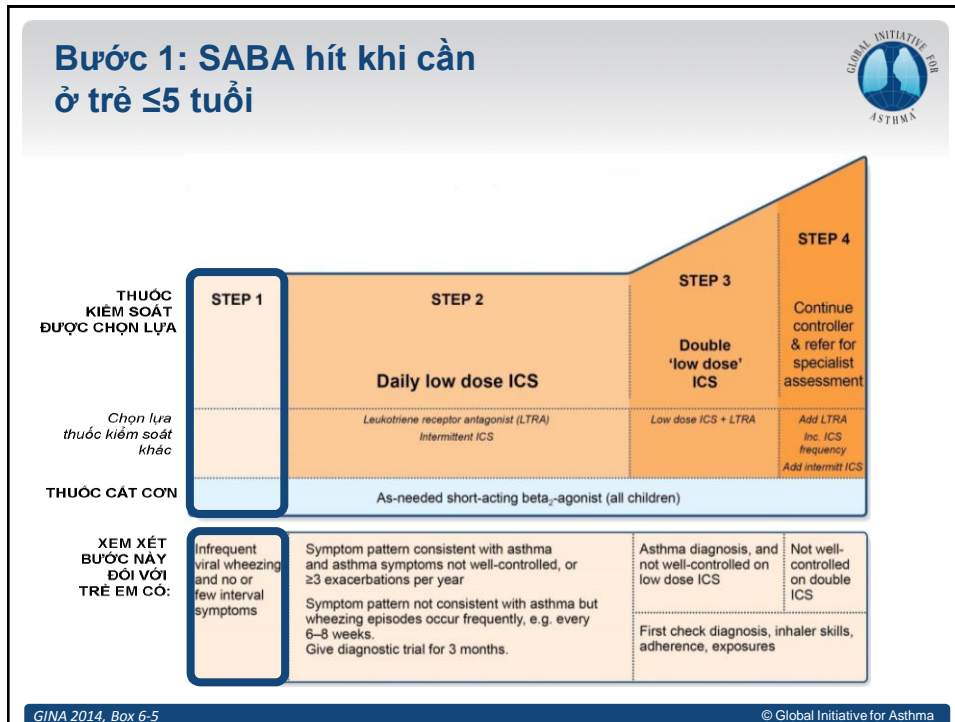 Bước 1: SABA hít khi cần
ở trẻ ≤5 tuổi
GLOBAL INITIATIVE FOR
ASTHMA
THUỐC
KIỂM SOÁT
ĐƯỢC CHỌN LỰA
STEP 1
STEP 2
Daily low dose ICS
STEP 3
Double
‘low dose’
ICS
STEP 4
Continue
controller
& refer for
specialist
assessment
Chọn lựa
thuốc kiểm soát
khác
Leukotriene receptor antagonist (LTRA)
Intermittent ICS
Low dose ICS + LTRA
Add LTRA
Inc. ICS
frequency
Add intermitt ICS
THUỐC CẮT CƠN
As-needed short-acting beta₂-agonist (all children)
XEM XÉT
BƯỚC NÀY
ĐỐI VỚI
TRẺ EM CÓ:
Infrequent
viral wheezing
and no or
few interval
symptoms
Symptom pattern consistent with asthma
and asthma symptoms not well-controlled, or
≥3 exacerbations per year
Symptom pattern not consistent with asthma but
wheezing episodes occur frequently, e.g. every
6–8 weeks.
Give diagnostic trial for 3 months.
Asthma diagnosis, and
not well-controlled on
low dose ICS
Not well-
controlled
on double
ICS
First check diagnosis, inhaler skills,
adherence, exposures
GINA 2014, Box 6-5
© Global Initiative for Asthma